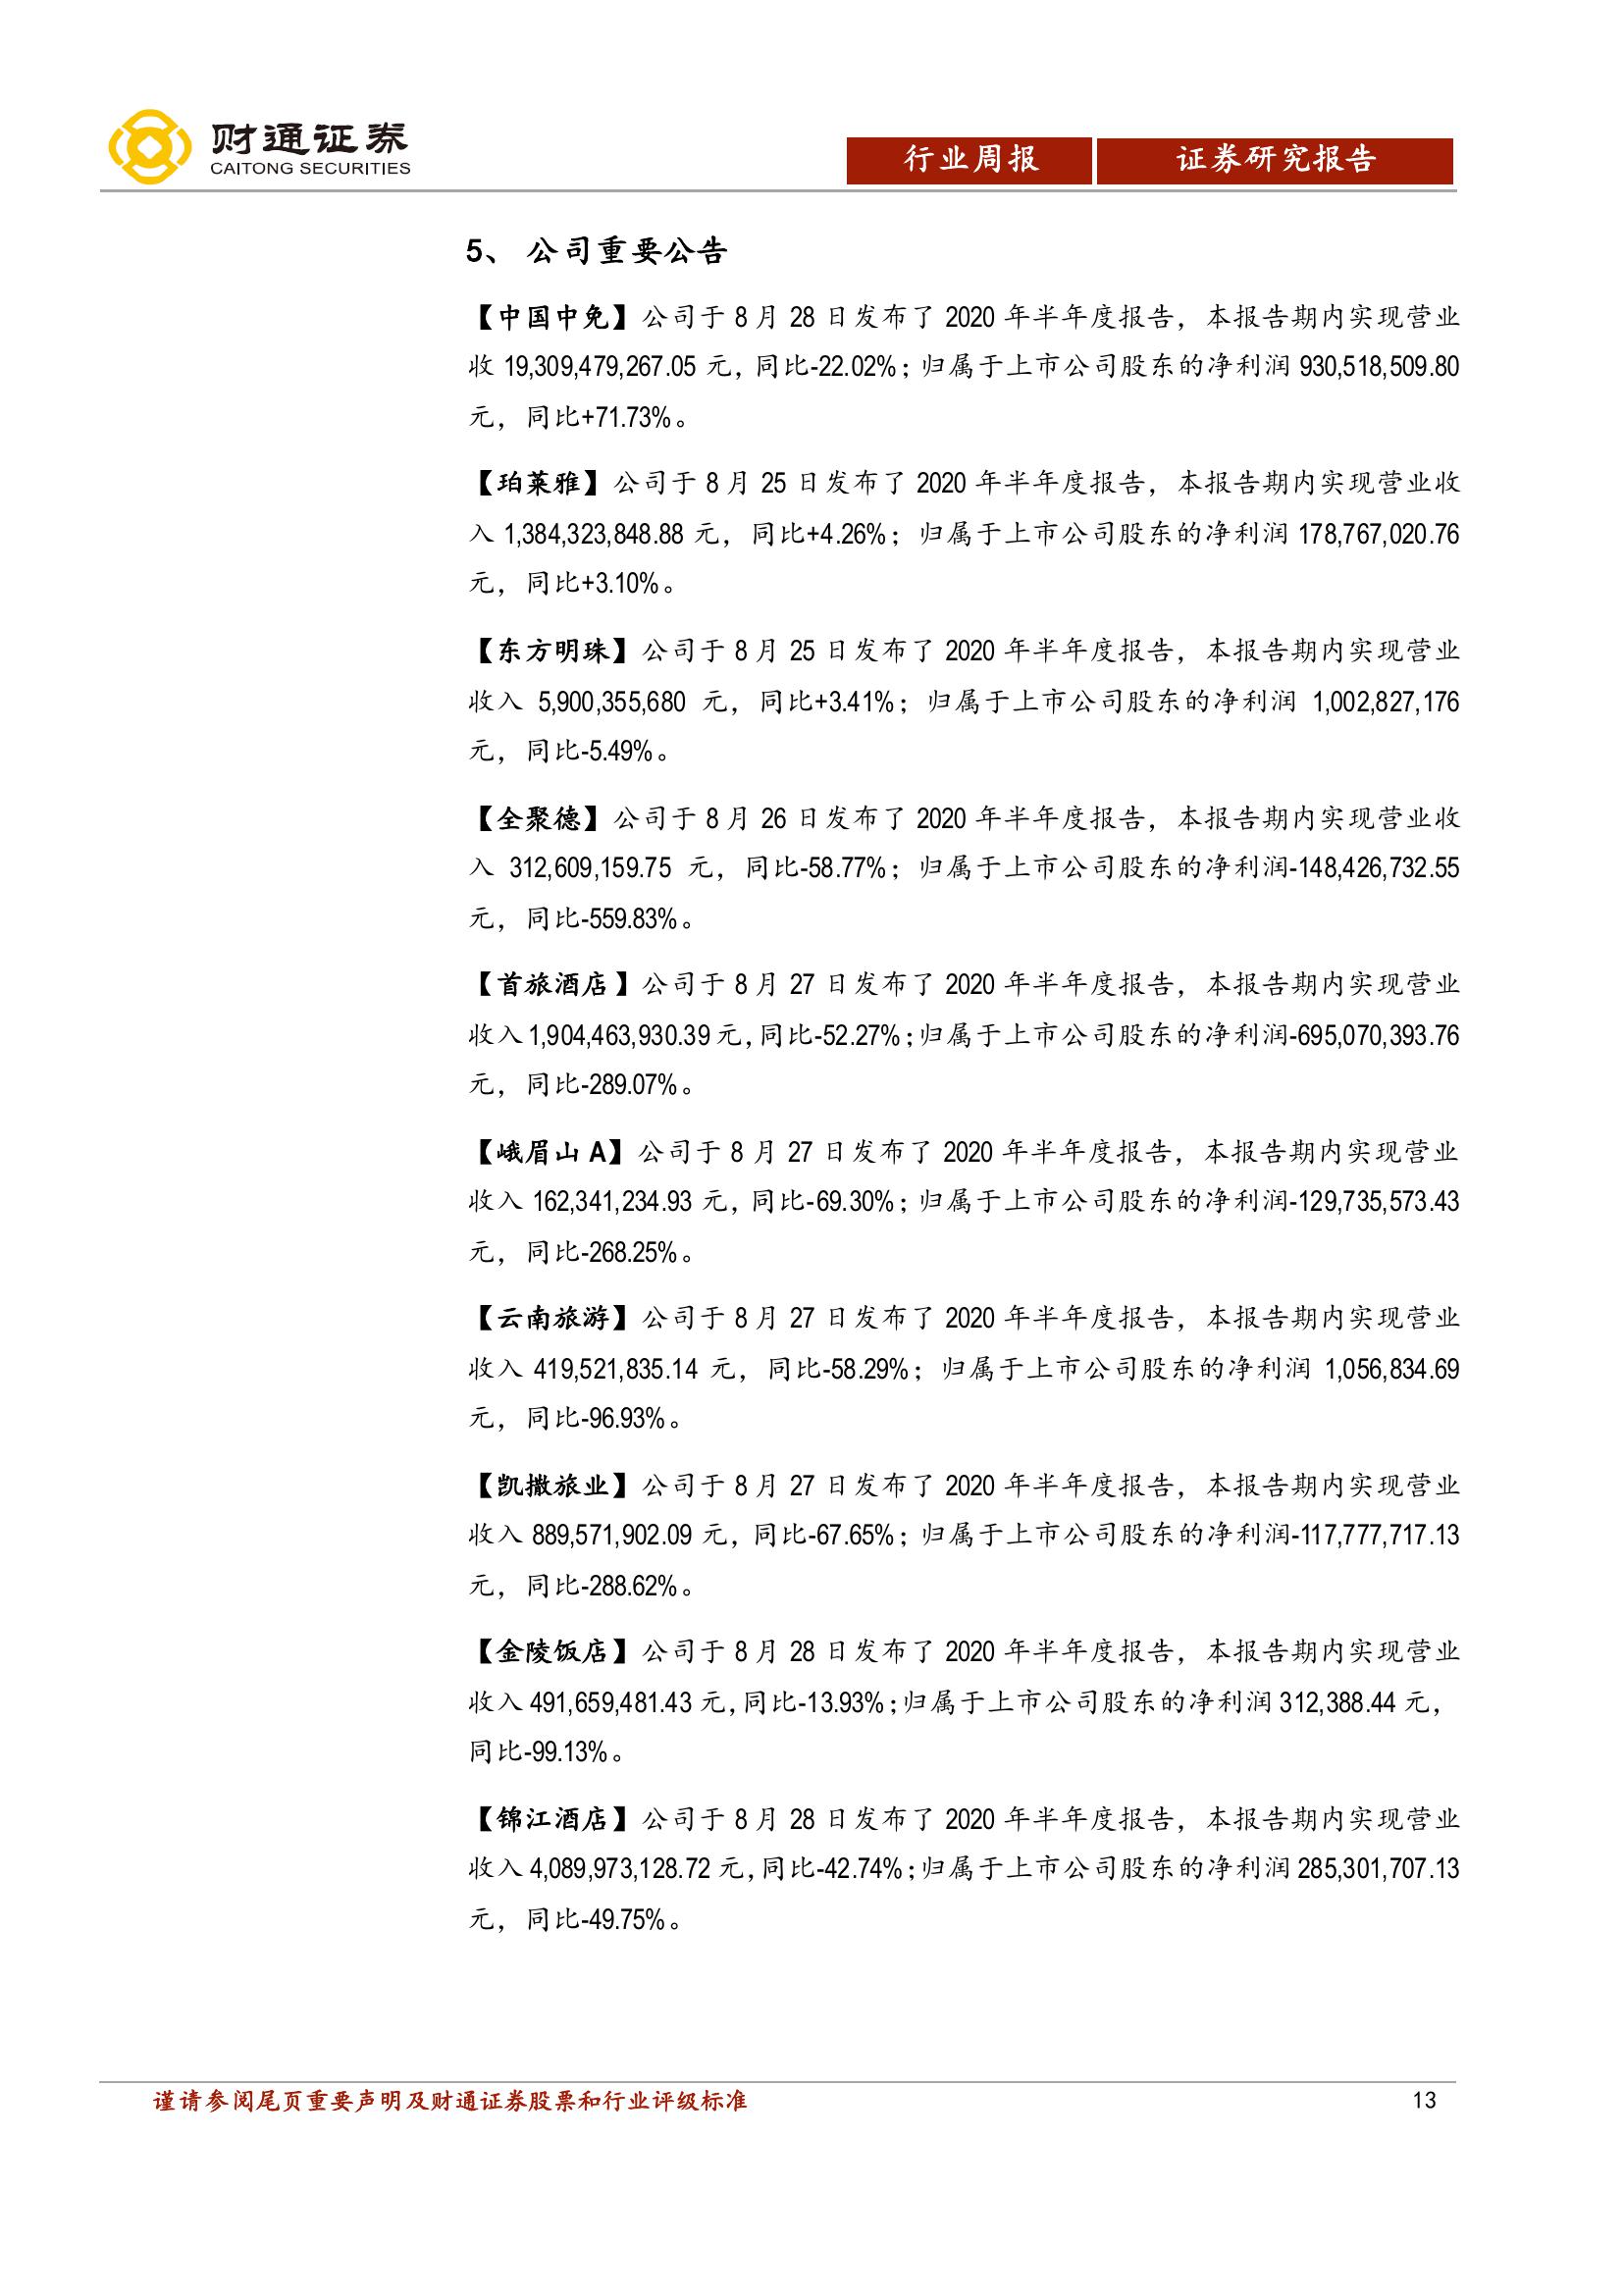 财通证券
CAITONG SECURITIES
行业周报
证券研究报告
5、 公司重要公告
【中国中免】公司于 8 月 28 日发布了 2020 年半年度报告，本报告期内实现营业
收 19,309,479,267.05 元，同比-22.02%；归属于上市公司股东的净利润 930,518,509.80
元，同比+71.73%。
【珀莱雅】公司于 8 月 25 日发布了 2020 年半年度报告，本报告期内实现营业收
入 1,384,323,848.88 元，同比+4.26%；归属于上市公司股东的净利润 178,767,020.76
元，同比+3.10%。
【东方明珠】公司于 8 月 25 日发布了 2020 年半年度报告，本报告期内实现营业
收入 5,900,355,680 元，同比+3.41%；归属于上市公司股东的净利润 1,002,827,176
元，同比-5.49%。
【全聚德】公司于 8 月 26 日发布了 2020 年半年度报告，本报告期内实现营业收
入 312,609,159.75 元，同比-58.77%；归属于上市公司股东的净利润-148,426,732.55
元，同比-559.83%。
【首旅酒店】公司于 8 月 27 日发布了 2020 年半年度报告，本报告期内实现营业
收入 1,904,463,930.39 元，同比-52.27%；归属于上市公司股东的净利润-695,070,393.76
元，同比-289.07%。
【峨眉山 A】公司于 8 月 27 日发布了 2020 年半年度报告，本报告期内实现营业
收入 162,341,234.93 元，同比-69.30%；归属于上市公司股东的净利润-129,735,573.43
元，同比-268.25%。
【云南旅游】公司于 8 月 27 日发布了 2020 年半年度报告，本报告期内实现营业
收入 419,521,835.14 元，同比-58.29%；归属于上市公司股东的净利润 1,056,834.69
元，同比-96.93%。
【凯撒旅业】公司于 8 月 27 日发布了 2020 年半年度报告，本报告期内实现营业
收入 889,571,902.09 元，同比-67.65%；归属于上市公司股东的净利润-117,777,717.13
元，同比-288.62%。
【金陵饭店】公司于 8 月 28 日发布了 2020 年半年度报告，本报告期内实现营业
收入 491,659,481.43 元，同比-13.93%；归属于上市公司股东的净利润 312,388.44 元，
同比-99.13%。
【锦江酒店】公司于 8 月 28 日发布了 2020 年半年度报告，本报告期内实现营业
收入 4,089,973,128.72 元，同比-42.74%；归属于上市公司股东的净利润 285,301,707.13
元，同比-49.75%。
谨请参阅尾页重要声明及财通证券股票和行业评级标准
13